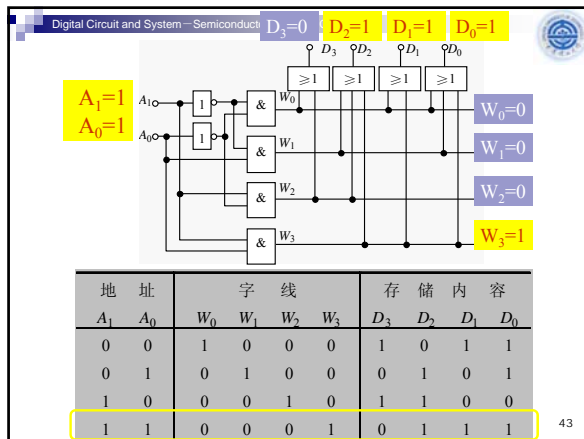 Digital Circuit and System−Semiconduct
D3=0 D2=1 D1=1 D0=1
D3 D2 D1 D0
≥1 ≥1 ≥1 ≥1
A1=1
A0=1
A1 1 & W0 W0=0
A0 1 & W1 W1=0
& W2 W2=0
& W3 W3=1
地 址 字 线 存 储 内 容
A1 A0 W0 W1 W2 W3 D3 D2 D1 D0
0 0 1 0 0 0 1 0 1 1
0 1 0 1 0 0 0 1 0 1
1 0 0 0 1 0 1 1 0 0
1 1 0 0 0 1 0 1 1 1
43